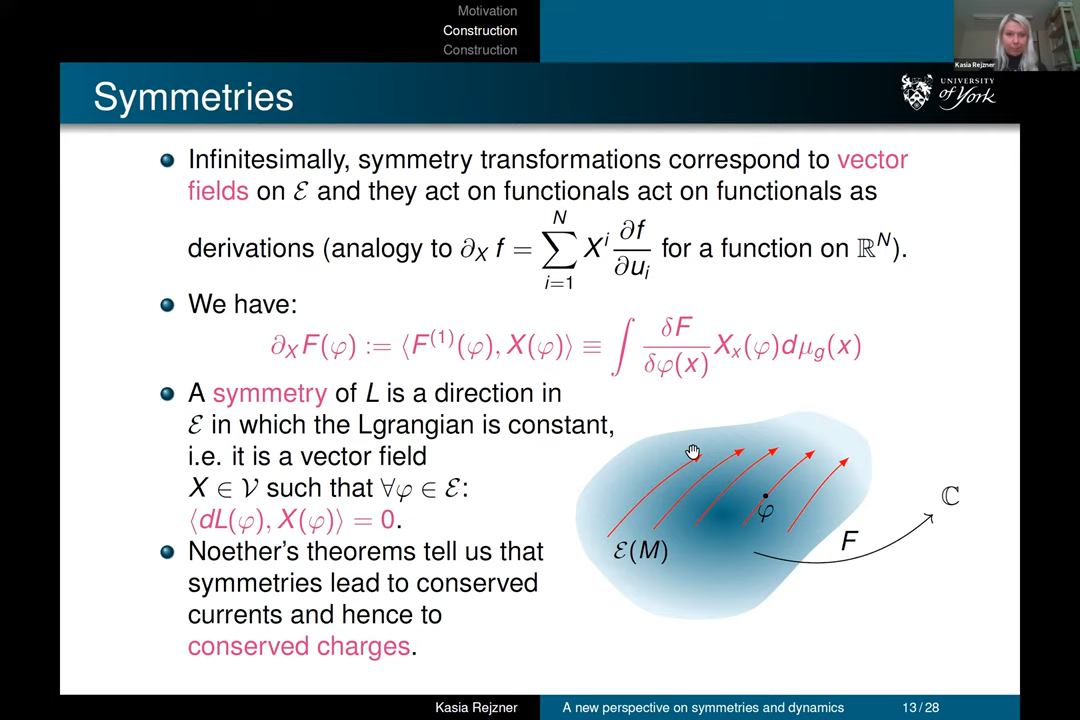 Motivation
Construction
Construction
Kasia Rejzner
Symmetries
UNIVERSITY
of York
Infinitesimally, symmetry transformations correspond to vector
fields on ℰ and they act on functionals act on functionals as
derivations (analogy to ∂_X f = ∑_{i=1}^{N} X^i ∂f/∂u_i for a function on ℝ^N).
We have:
∂_X F(φ) := ⟨F^{(1)}(φ), X(φ)⟩ ≡ ∫ δF/δφ(x) X_x(φ)dμ_g(x)
A symmetry of L is a direction in
ℰ in which the Lgrangian is constant,
i.e. it is a vector field
X ∈ 𝒱 such that ∀φ ∈ ℰ:
⟨dL(φ), X(φ)⟩ = 0.
Noether's theorems tell us that
symmetries lead to conserved
currents and hence to
conserved charges.
φ
ℰ(M)
F
ℂ
Kasia Rejzner
A new perspective on symmetries and dynamics
13 / 28